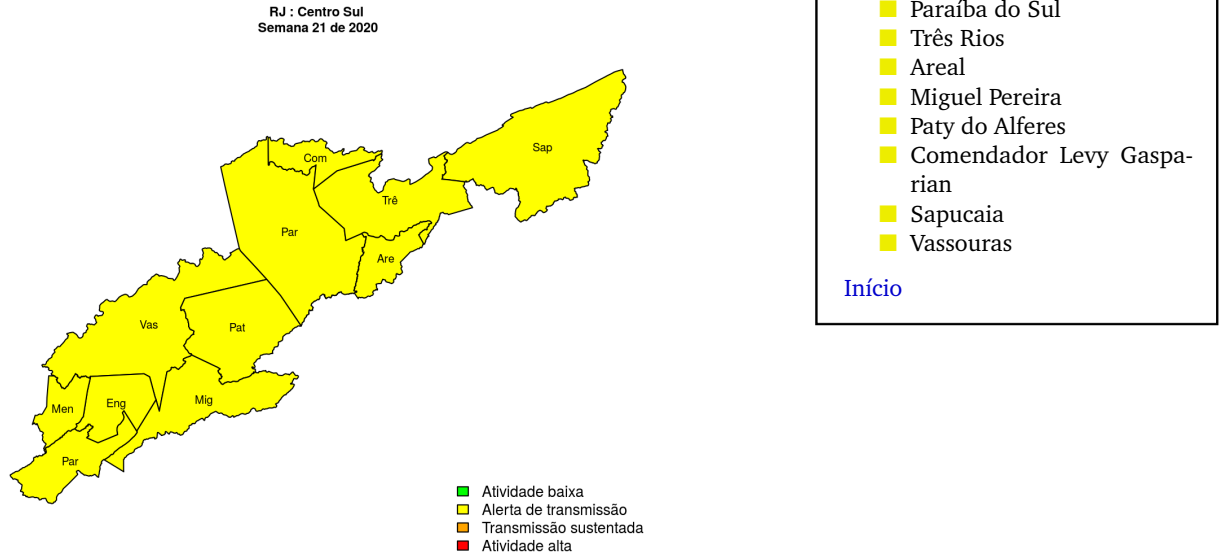 RJ : Centro Sul
Semana 21 de 2020
Sap
Com
Trê
Par
Are
Vas
Pat
Men
Eng
Mig
Par
Atividade baixa
Alerta de transmissão
Transmissão sustentada
Atividade alta
Paraíba do Sul
Três Rios
Areal
Miguel Pereira
Paty do Alferes
Comendador Levy Gaspa-
rian
Sapucaia
Vassouras
Início